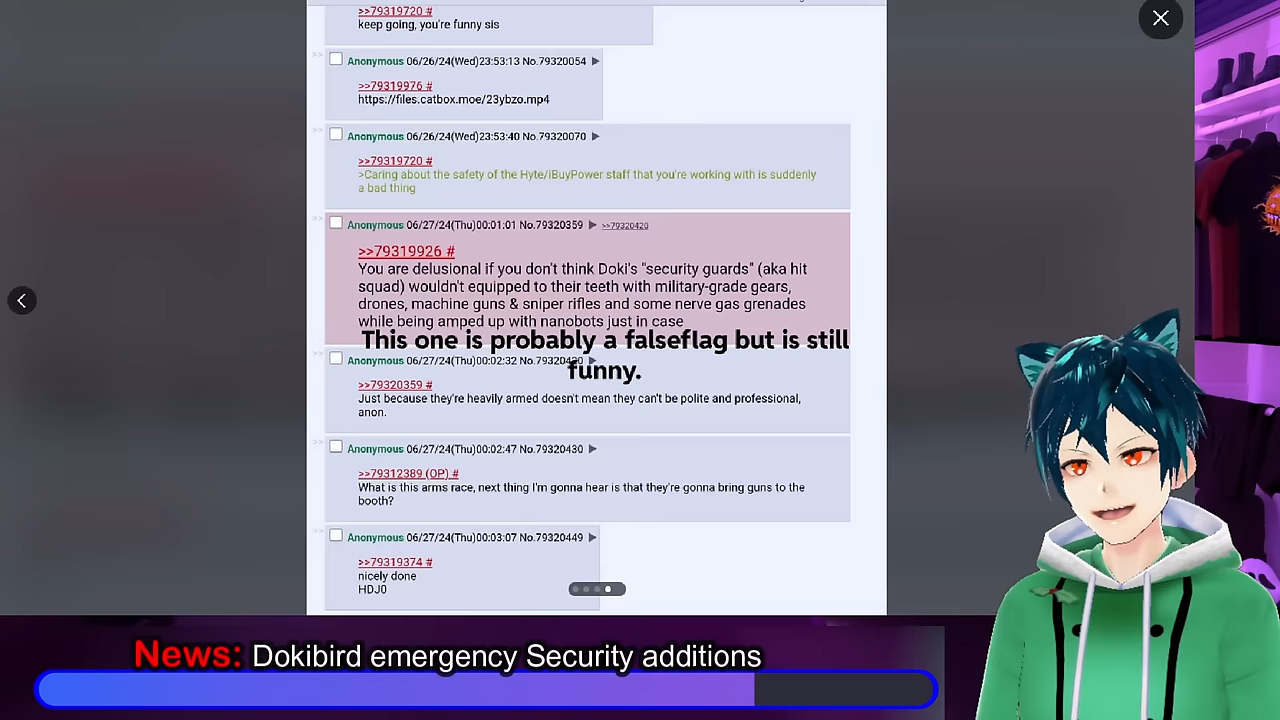 >>79319720 #
keep going, you're funny sis
>> Anonymous 06/26/24(Wed)23:53:13 No.79320054 ▶
>>79319976 #
https://files.catbox.moe/23ybzo.mp4
>> Anonymous 06/26/24(Wed)23:53:40 No.79320070 ▶
>>79319720 #
>Caring about the safety of the Hyte/iBuyPower staff that you're working with is suddenly
a bad thing
>> Anonymous 06/27/24(Thu)00:01:01 No.79320359 ▶ >>79320420
>>79319926 #
You are delusional if you don't think Doki's "security guards" (aka hit
squad) wouldn't equipped to their teeth with military-grade gears,
drones, machine guns & sniper rifles and some nerve gas grenades
while being amped up with nanobots just in case
This one is probably a falseflag but is still
funny.
>> Anonymous 06/27/24(Thu)00:02:32 No.79320420 ▶
>>79320359 #
Just because they're heavily armed doesn't mean they can't be polite and professional,
anon.
>> Anonymous 06/27/24(Thu)00:02:47 No.79320430 ▶
>>79312389 (OP) #
What is this arms race, next thing I'm gonna hear is that they're gonna bring guns to the
booth?
>> Anonymous 06/27/24(Thu)00:03:07 No.79320449 ▶
>>79319374 #
nicely done
HDJ0
News: Dokibird emergency Security additions